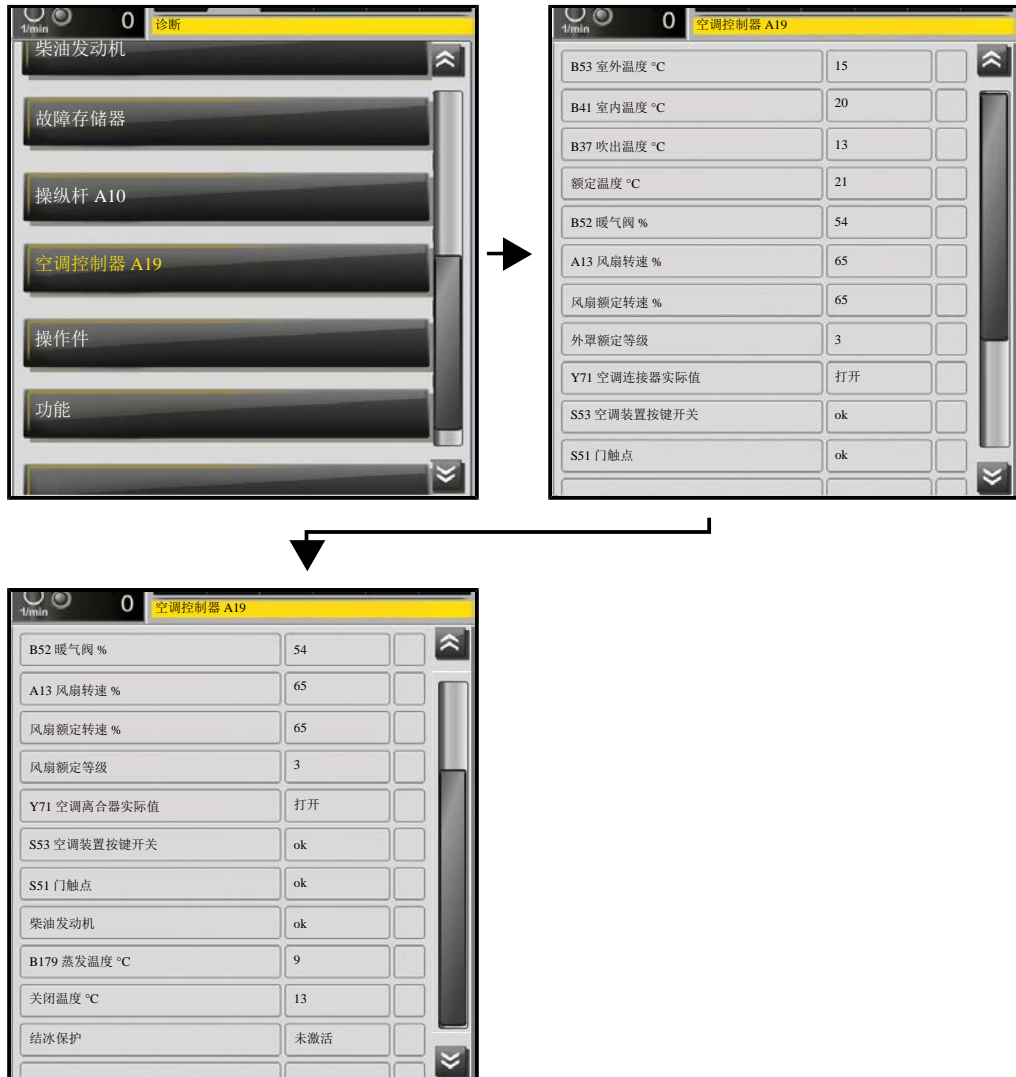 1/min 0 诊断
柴油发动机
故障存储器
操纵杆 A10
空调控制器 A19
操作件
功能
1/min 0 空调控制器 A19
B53 室外温度 °C 15
B41 室内温度 °C 20
B37 吹出温度 °C 13
额定温度 °C 21
B52 暖气阀 % 54
A13 风扇转速 % 65
风扇额定转速 % 65
外罩额定等级 3
Y71 空调连接器实际值 打开
S53 空调装置按键开关 ok
S51 门触点 ok
1/min 0 空调控制器 A19
B52 暖气阀 % 54
A13 风扇转速 % 65
风扇额定转速 % 65
风扇额定等级 3
Y71 空调离合器实际值 打开
S53 空调装置按键开关 ok
S51 门触点 ok
柴油发动机 ok
B179 蒸发温度 °C 9
关闭温度 °C 13
结冰保护 未激活